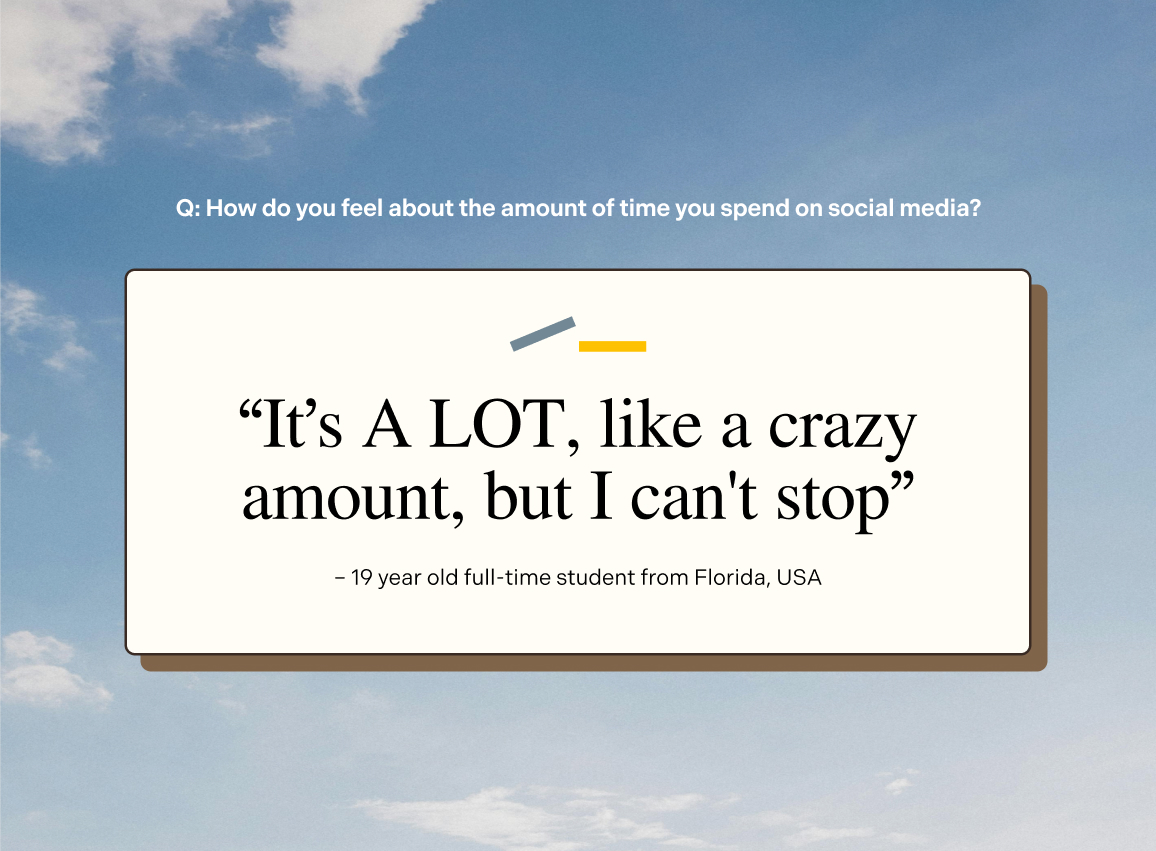 Q: How do you feel about the amount of time you spend on social media?
“It’s A LOT, like a crazy
amount, but I can't stop”
– 19 year old full-time student from Florida, USA